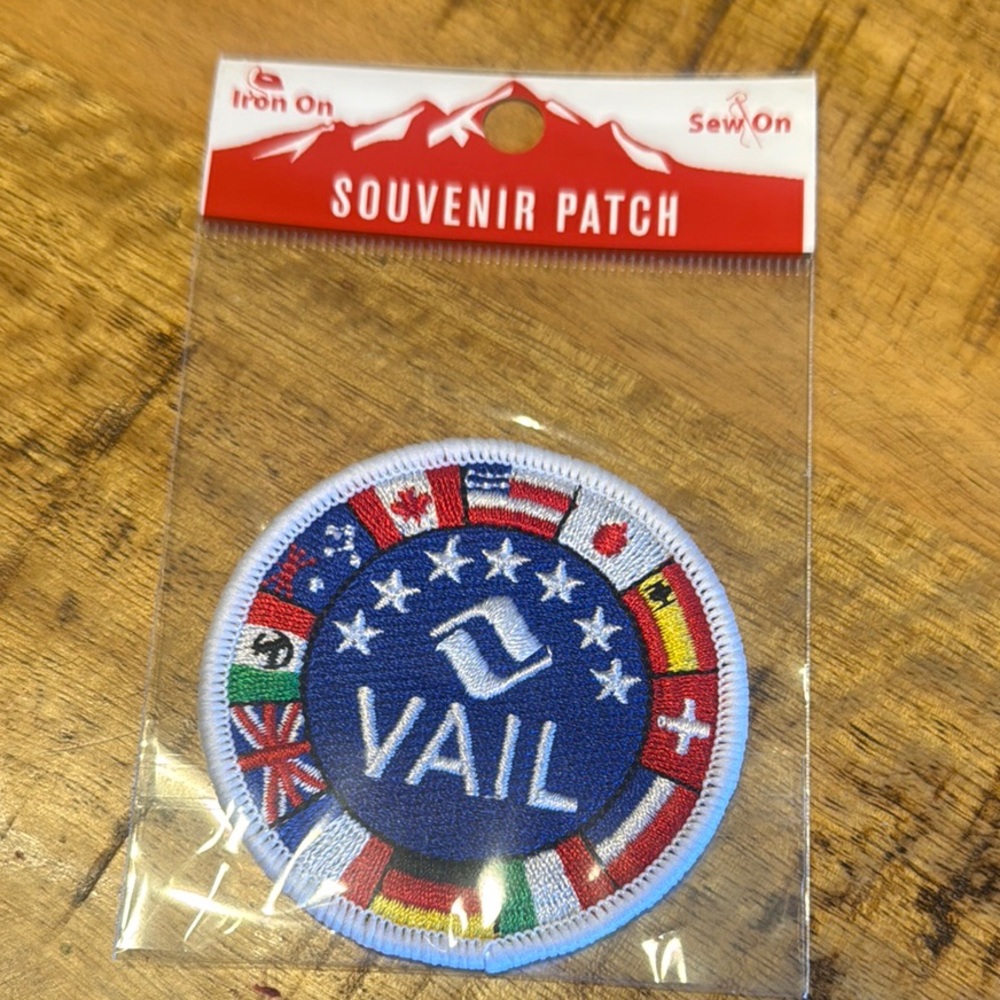 Iron On
Sew On
SOUVENIR PATCH
VAIL